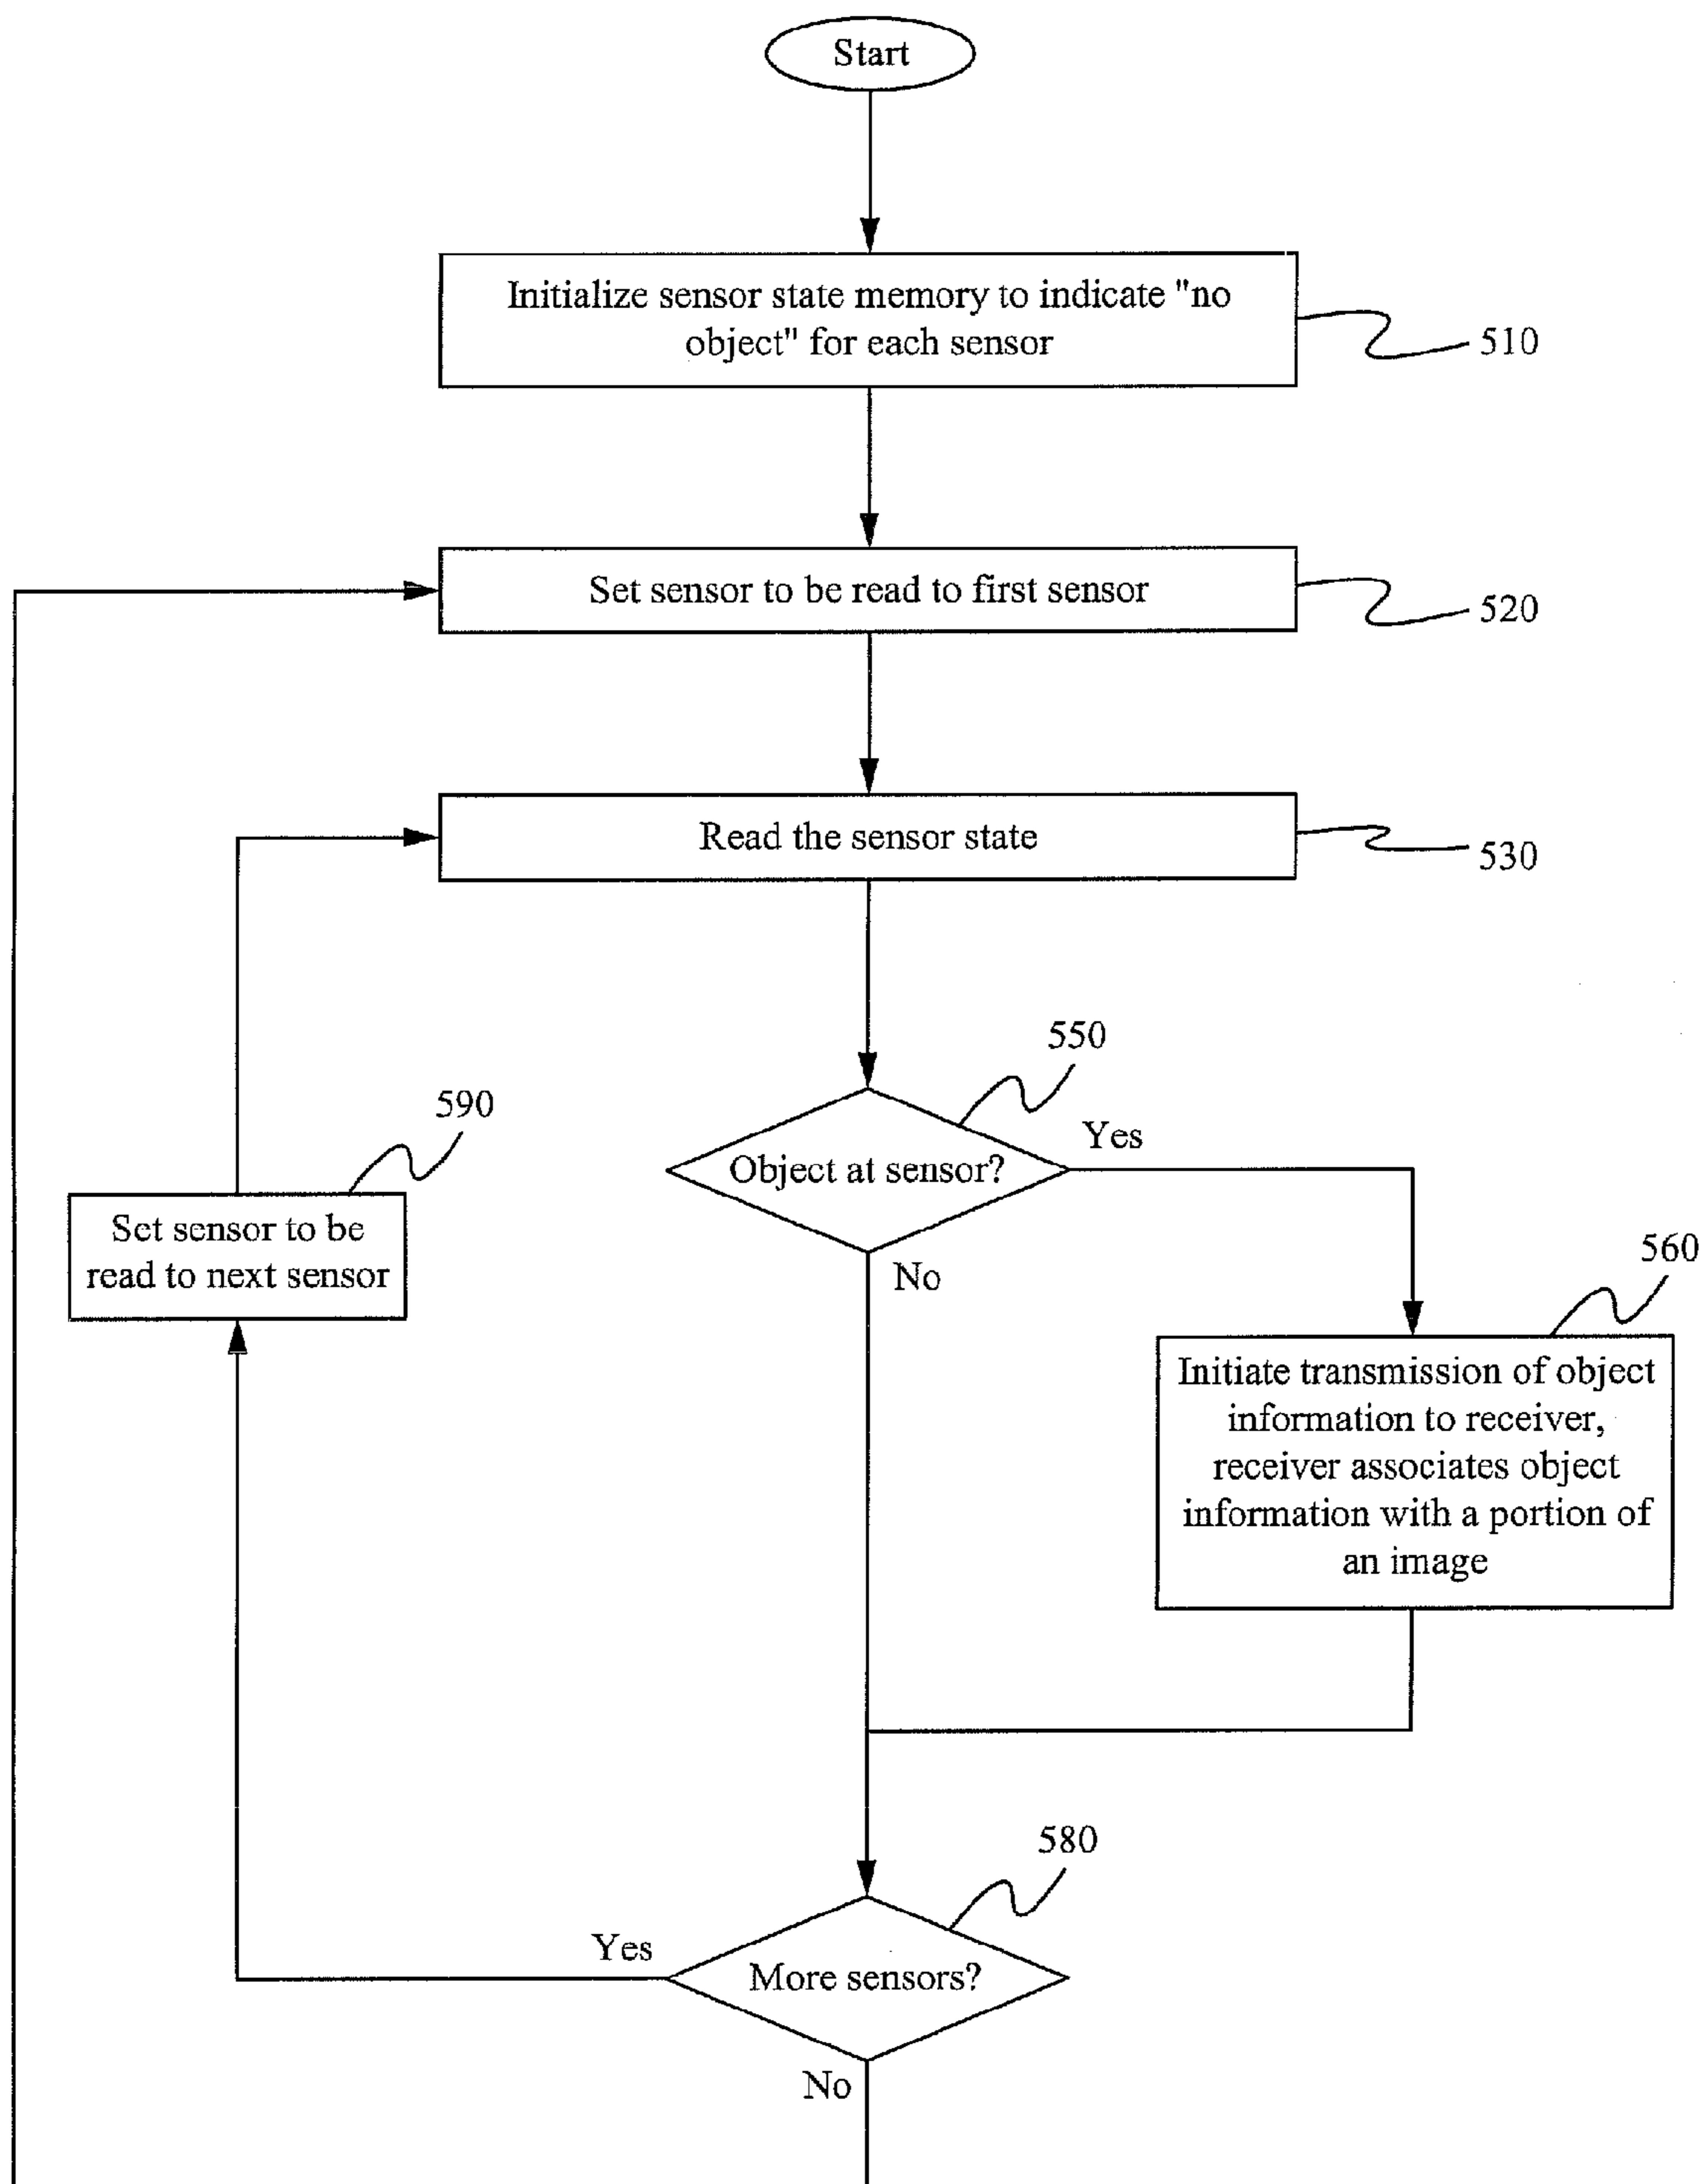 Start
Initialize sensor state memory to indicate "no
object" for each sensor
510
Set sensor to be read to first sensor
520
Read the sensor state
530
550
Object at sensor?
Yes
No
590
Set sensor to be
read to next sensor
560
Initiate transmission of object
information to receiver,
receiver associates object
information with a portion of
an image
580
More sensors?
Yes
No